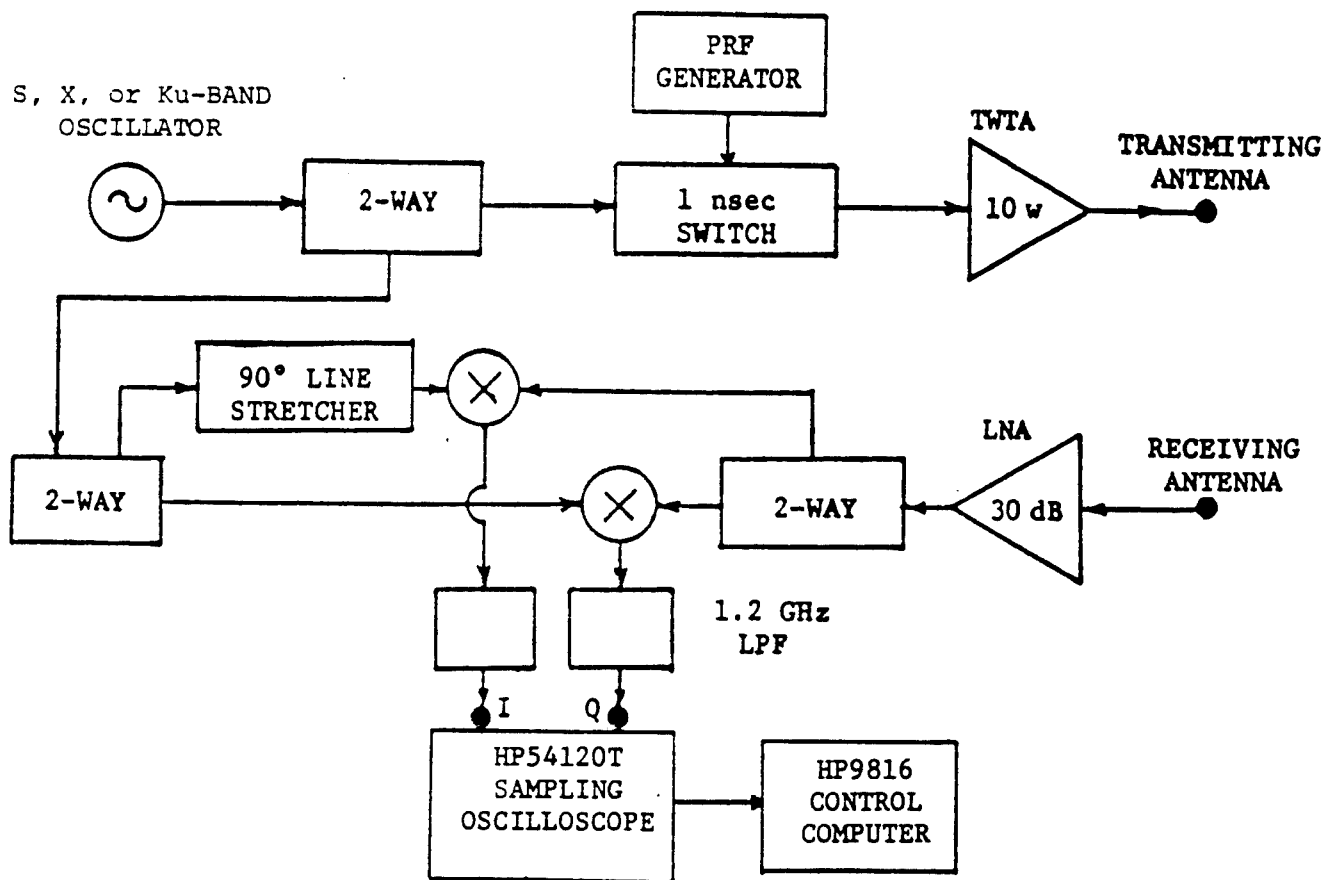 PRF
GENERATOR
S, X, or Ku-BAND
OSCILLATOR
TWTA
TRANSMITTING
ANTENNA
2-WAY
1 nsec
SWITCH
10 w
90° LINE
STRETCHER
LNA
RECEIVING
ANTENNA
2-WAY
2-WAY
30 dB
1.2 GHz
LPF
I
Q
HP54120T
SAMPLING
OSCILLOSCOPE
HP9816
CONTROL
COMPUTER